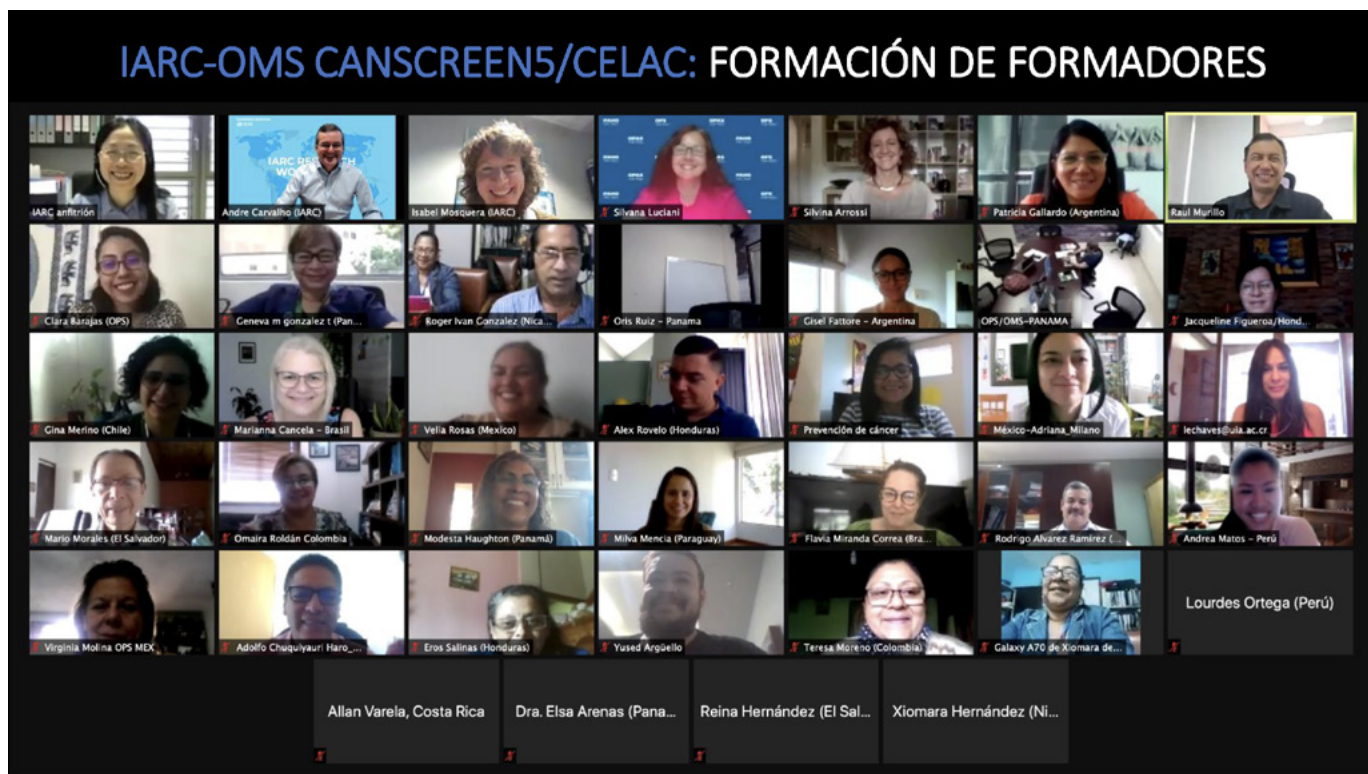 IARC-OMS CANSCREEN5/CELAC: FORMACIÓN DE FORMADORES
IARC RESEARCH
IARC anfitrión
Andre Carvalho (IARC)
Isabel Mosquera (IARC)
Silvana Luciani
Silvina Arrossi
Patricia Gallardo (Argentina)
Raul Murillo
Clara Barajas (OPS)
Geneva m gonzalez t (Pan...
Roger Ivan Gonzalez (Nica...
Oris Ruiz - Panama
Gisel Fattore - Argentina
OPS/OMS-PANAMA
Jacqueline Figueroa/Hond...
Gina Merino (Chile)
Marianna Cancela - Brasil
Velia Rosas (Mexico)
Alex Rovelo (Honduras)
Prevención de cáncer
México-Adriana_Milano
lechaves@uia.ac.cr
Mario Morales (El Salvador)
Omaira Roldán Colombia
Modesta Haughton (Panamá)
Milva Mencia (Paraguay)
Flavia Miranda Correa (Bra...
Rodrigo Alvarez Ramirez (...
Andrea Matos - Perú
Virginia Molina OPS MEX
Adolfo Chuquiyauri Haro_...
Eros Salinas (Honduras)
Yused Argüello
Teresa Moreno (Colombia)
Galaxy A70 de Xiomara de...
Lourdes Ortega (Perú)
Allan Varela, Costa Rica
Dra. Elsa Arenas (Pana...
Reina Hernández (El Sal...
Xiomara Hernández (Ni...